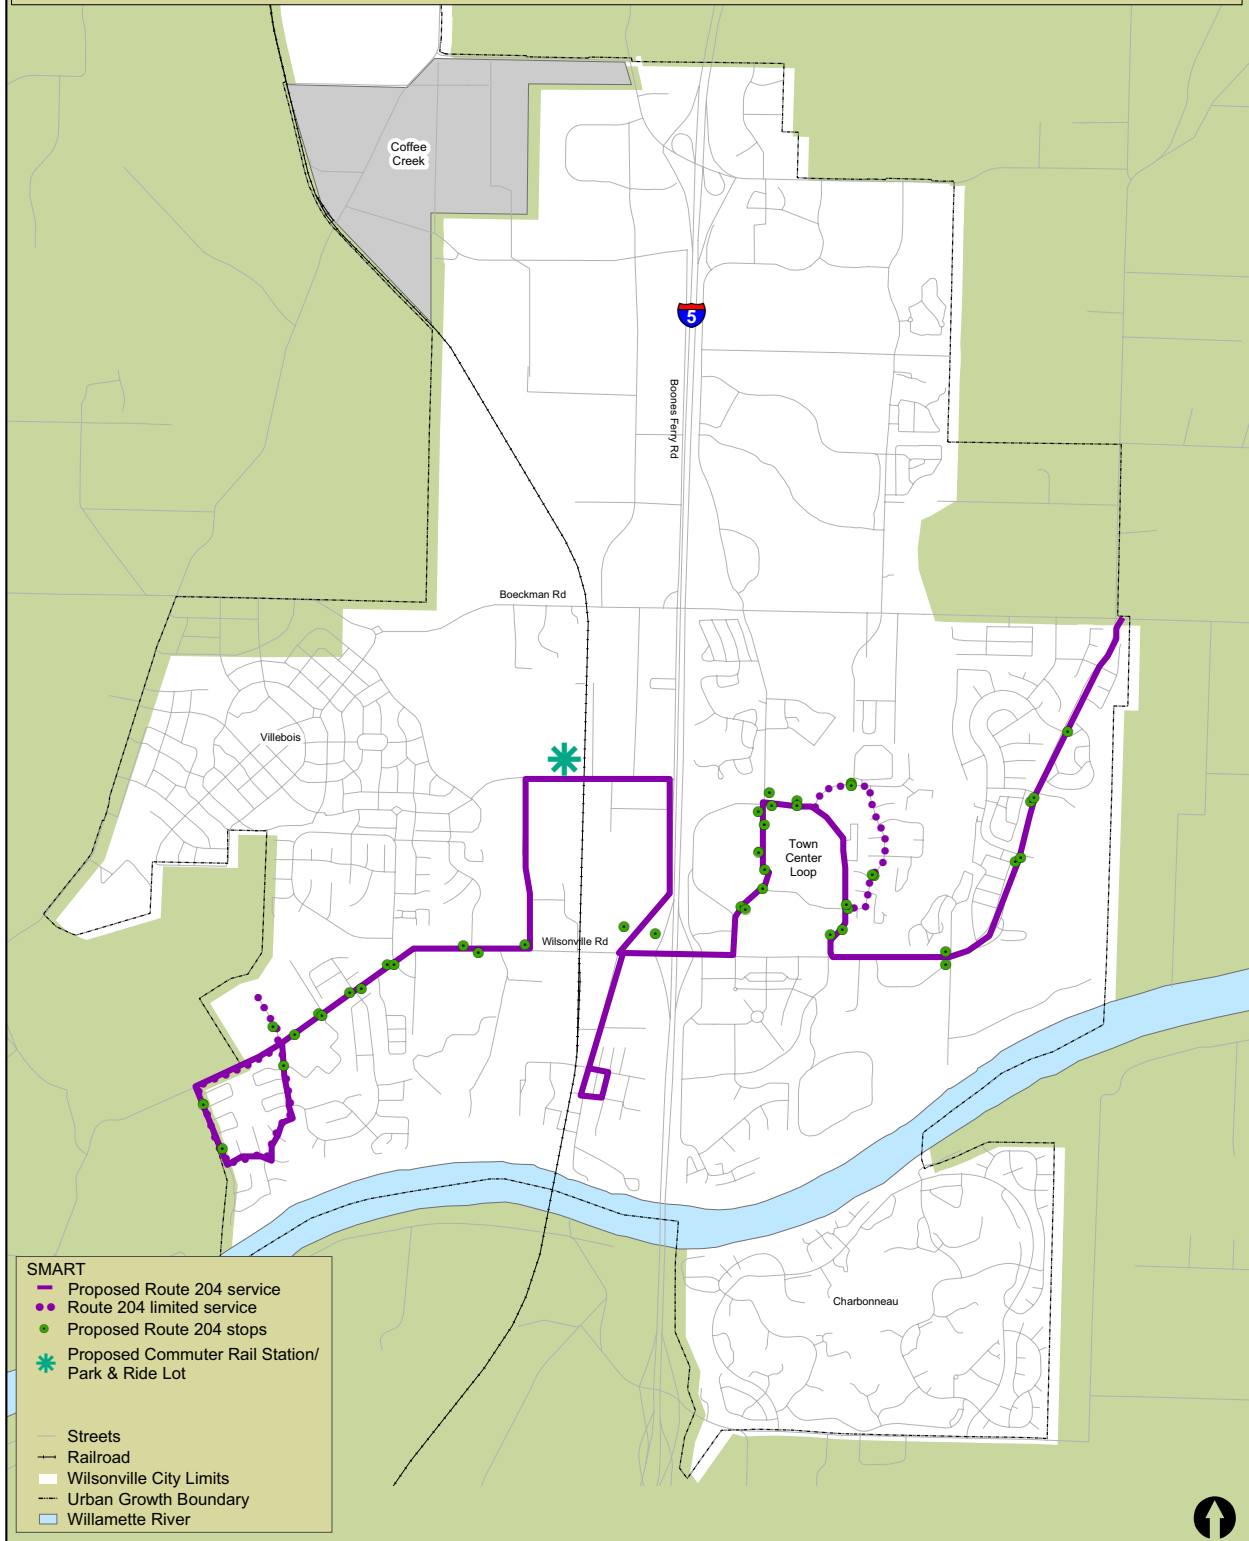 Coffee
Creek
5
Boones Ferry Rd
Boeckman Rd
Villebois
Town
Center
Loop
Wilsonville Rd
Charbonneau
SMART
Proposed Route 204 service
Route 204 limited service
Proposed Route 204 stops
Proposed Commuter Rail Station/
Park & Ride Lot
Streets
Railroad
Wilsonville City Limits
Urban Growth Boundary
Willamette River